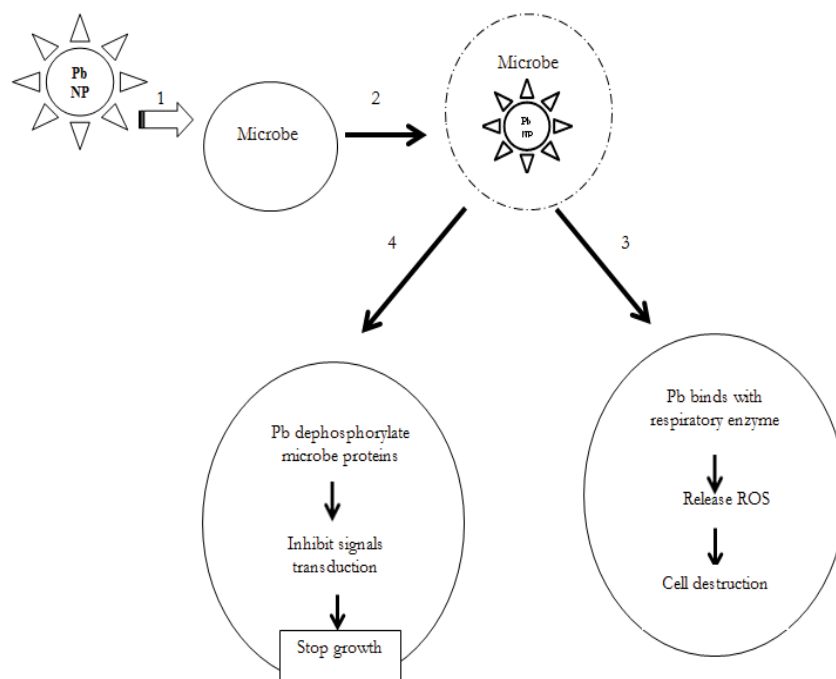 Pb
NP
1
Microbe
2
Microbe
Pb
NP
4
3
Pb dephosphorylate
microbe proteins
Inhibit signals
transduction
Stop growth
Pb binds with
respiratory enzyme
Release ROS
Cell destruction